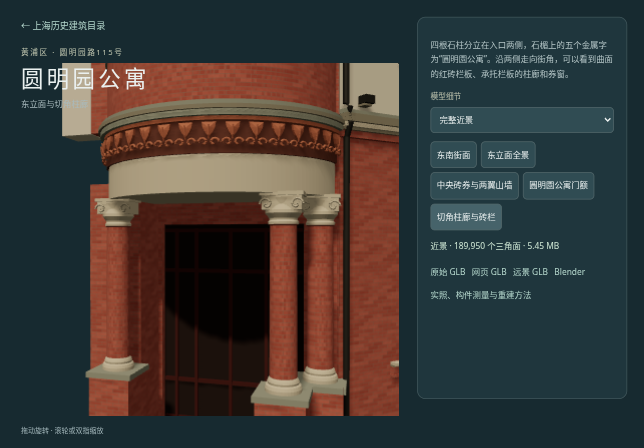 ← 上海历史建筑目录
黄浦区 · 圆明园路115号
圆明园公寓
东立面与切
拖动旋转 · 滚轮或双指缩放
四根石柱分立在入口两侧，石楣上的五个金属字
为“圆明园公寓”。沿两侧走向街角，可以看到曲面
的红砖栏板、承托栏板的柱廊和券窗。
模型细节
完整近景
东南街面
东立面全景
中央砖券与两翼山墙
圆明园公寓门额
切角柱廊与砖栏
近景 · 189,950 个三角面 · 5.45 MB
原始 GLB 网页 GLB 远景 GLB Blender
实照、构件测量与重建方法